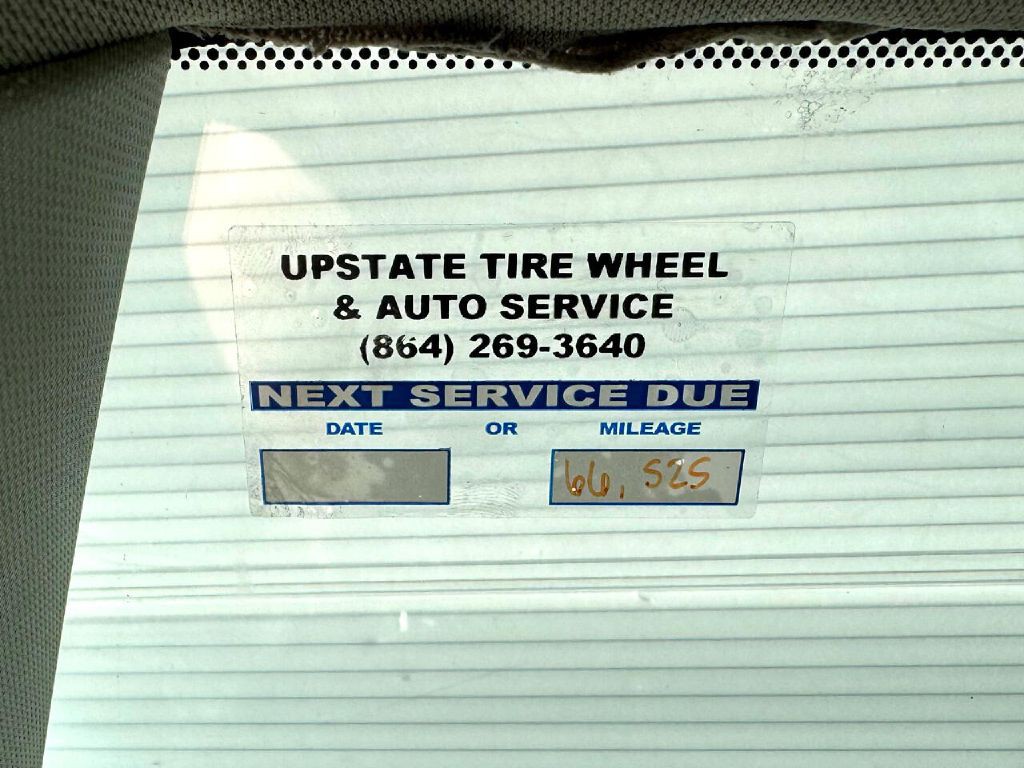 UPSTATE TIRE WHEEL
& AUTO SERVICE
(864) 269-3640
NEXT SERVICE DUE
DATE OR MILEAGE
66, 525